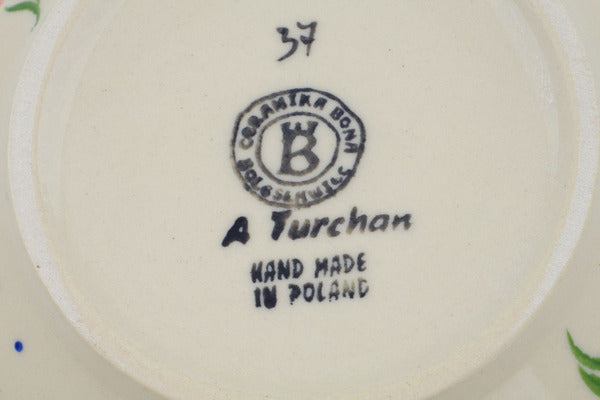 37
CERAMIKA BONA
B
BOLESŁAWIEC
A Turchan
HAND MADE
IN POLAND